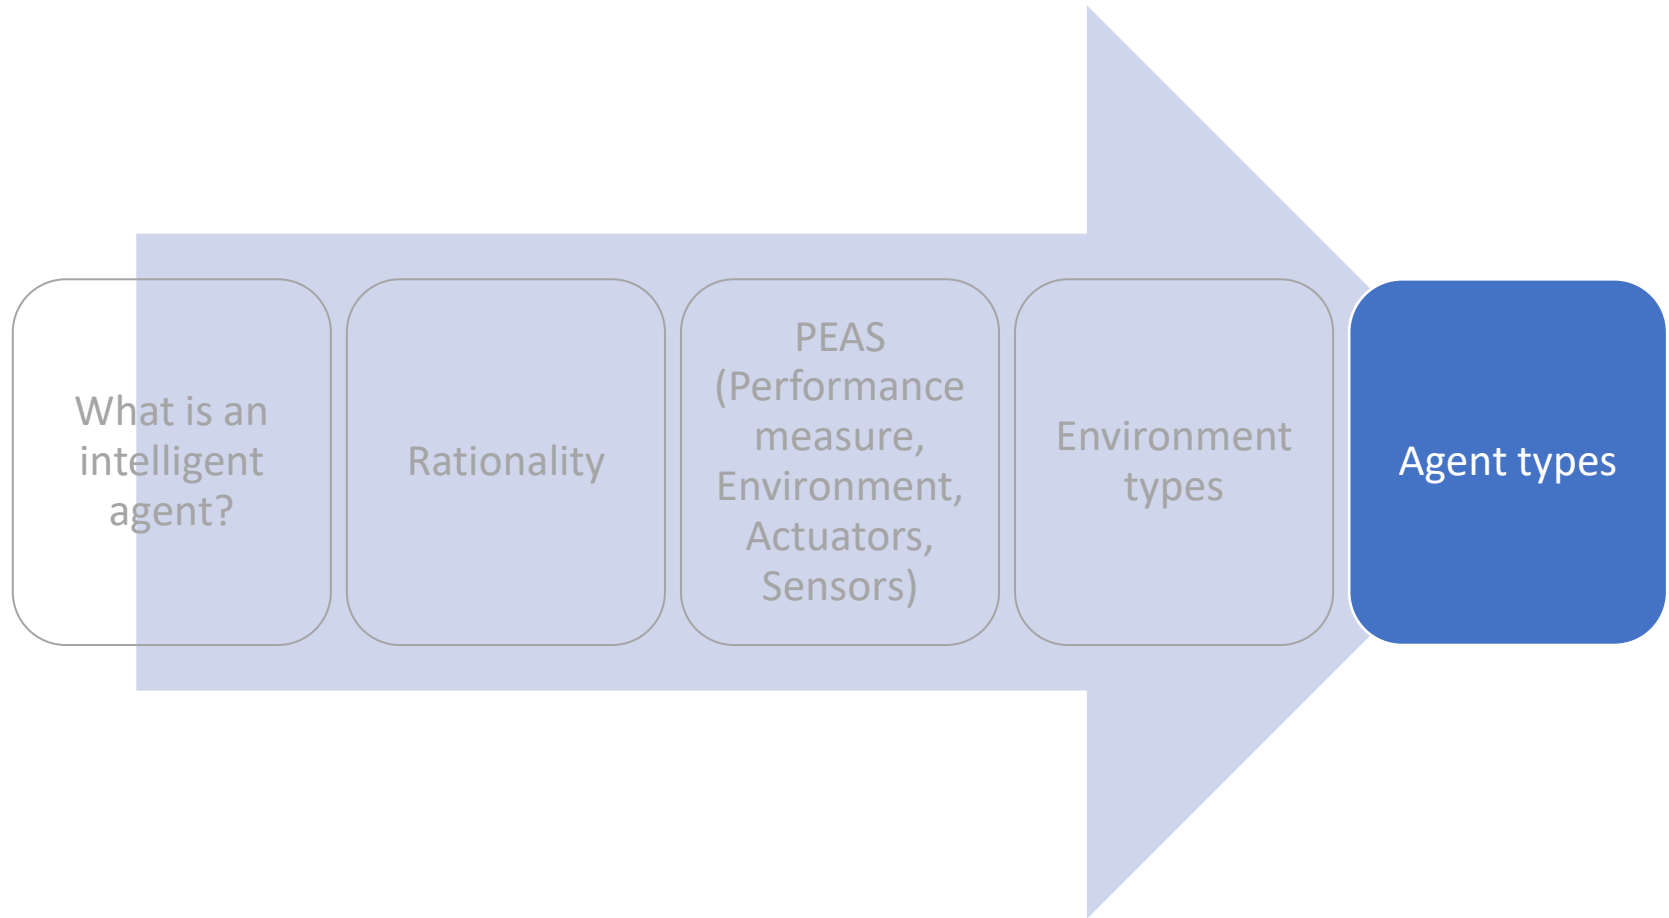 What is an
intelligent
agent?
Rationality
PEAS
(Performance
measure,
Environment,
Actuators,
Sensors)
Environment
types
Agent types